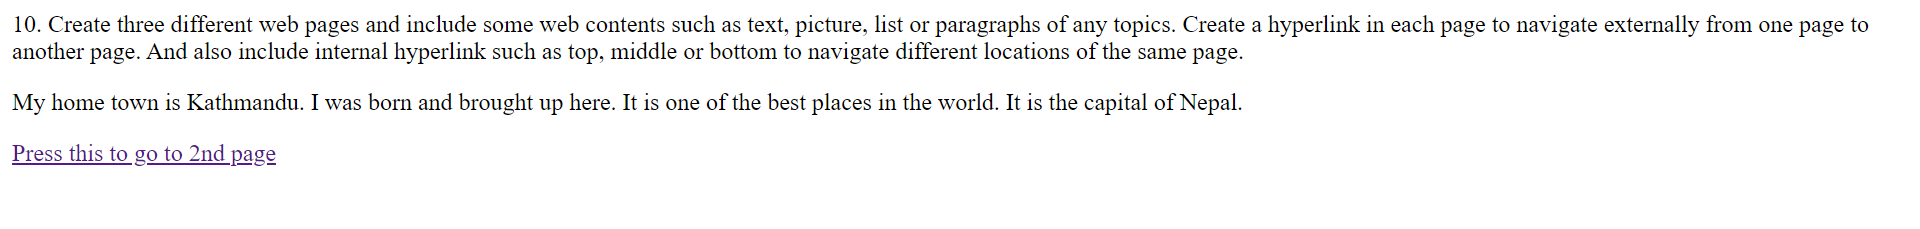 10. Create three different web pages and include some web contents such as text, picture, list or paragraphs of any topics. Create a hyperlink in each page to navigate externally from one page to
another page. And also include internal hyperlink such as top, middle or bottom to navigate different locations of the same page.
My home town is Kathmandu. I was born and brought up here. It is one of the best places in the world. It is the capital of Nepal.
Press this to go to 2nd page